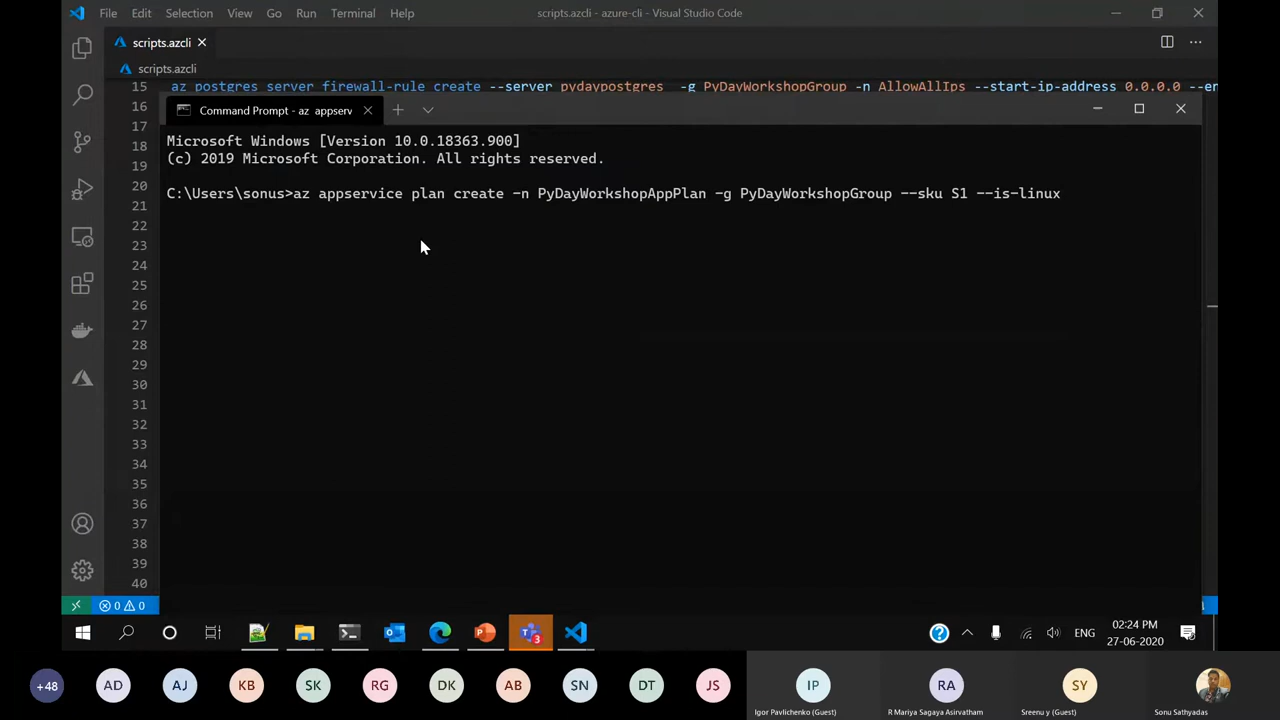 File Edit Selection View Go Run Terminal Help
scripts.azcli - azure-cli - Visual Studio Code
scripts.azcli
scripts.azcli
15 az postgres server firewall-rule create --server pydaypostgres -g PyDayWorkshopGroup -n AllowAllIps --start-ip-address 0.0.0.0 --en
16
Command Prompt - az appserv
17
Microsoft Windows [Version 10.0.18363.900]
18
(c) 2019 Microsoft Corporation. All rights reserved.
19
20
C:\Users\sonus>az appservice plan create -n PyDayWorkshopAppPlan -g PyDayWorkshopGroup --sku S1 --is-linux
21
22
23
24
25
26
27
28
29
30
31
32
33
34
35
36
37
38
39
40
0 0
3
ENG
02:24 PM
27-06-2020
+48 AD AJ KB SK RG DK AB SN DT JS IP RA SY
Igor Pavlichenko (Guest) R Mariya Sagaya Asirvatham Sreenu y (Guest) Sonu Sathyadas